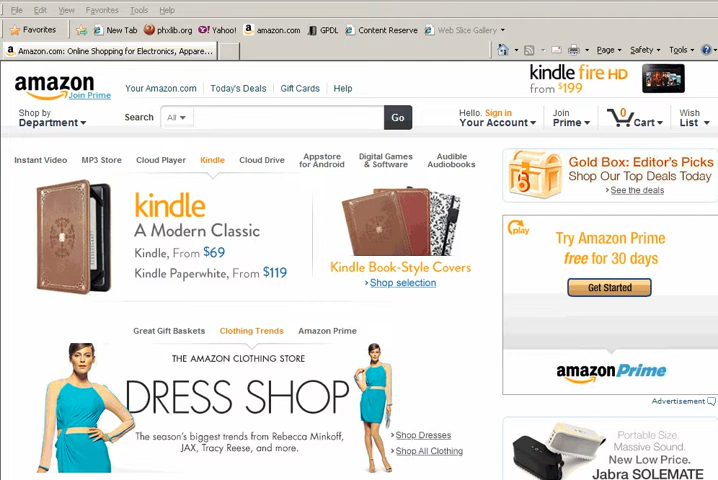 File Edit View Favorites Tools Help
Favorites New Tab phxlib.org Yahoo! amazon.com GPDL Content Reserve Web Slice Gallery
Amazon.com: Online Shopping for Electronics, Appare...
Page Safety Tools
amazon
Join Prime
Your Amazon.com Today's Deals Gift Cards Help
kindle fire HD
from $199
Shop by
Department
Search All Go
Hello. Sign in
Your Account
Join
Prime
0
Cart
Wish
List
Instant Video MP3 Store Cloud Player Kindle Cloud Drive Appstore
for Android Digital Games
& Software Audible
Audiobooks
kindle
A Modern Classic
Kindle, From $69
Kindle Paperwhite, From $119
Kindle Book-Style Covers
Shop selection
Gold Box: Editor's Picks
Shop Our Top Deals Today
See the deals
play
Try Amazon Prime
free for 30 days
Get Started
amazonPrime
Advertisement
Great Gift Baskets Clothing Trends Amazon Prime
THE AMAZON CLOTHING STORE
DRESS SHOP
The season's biggest trends from Rebecca Minkoff,
JAX, Tracy Reese, and more.
Shop Dresses
Shop All Clothing
Portable Size.
Massive Sound.
New Low Price.
Jabra SOLEMATE